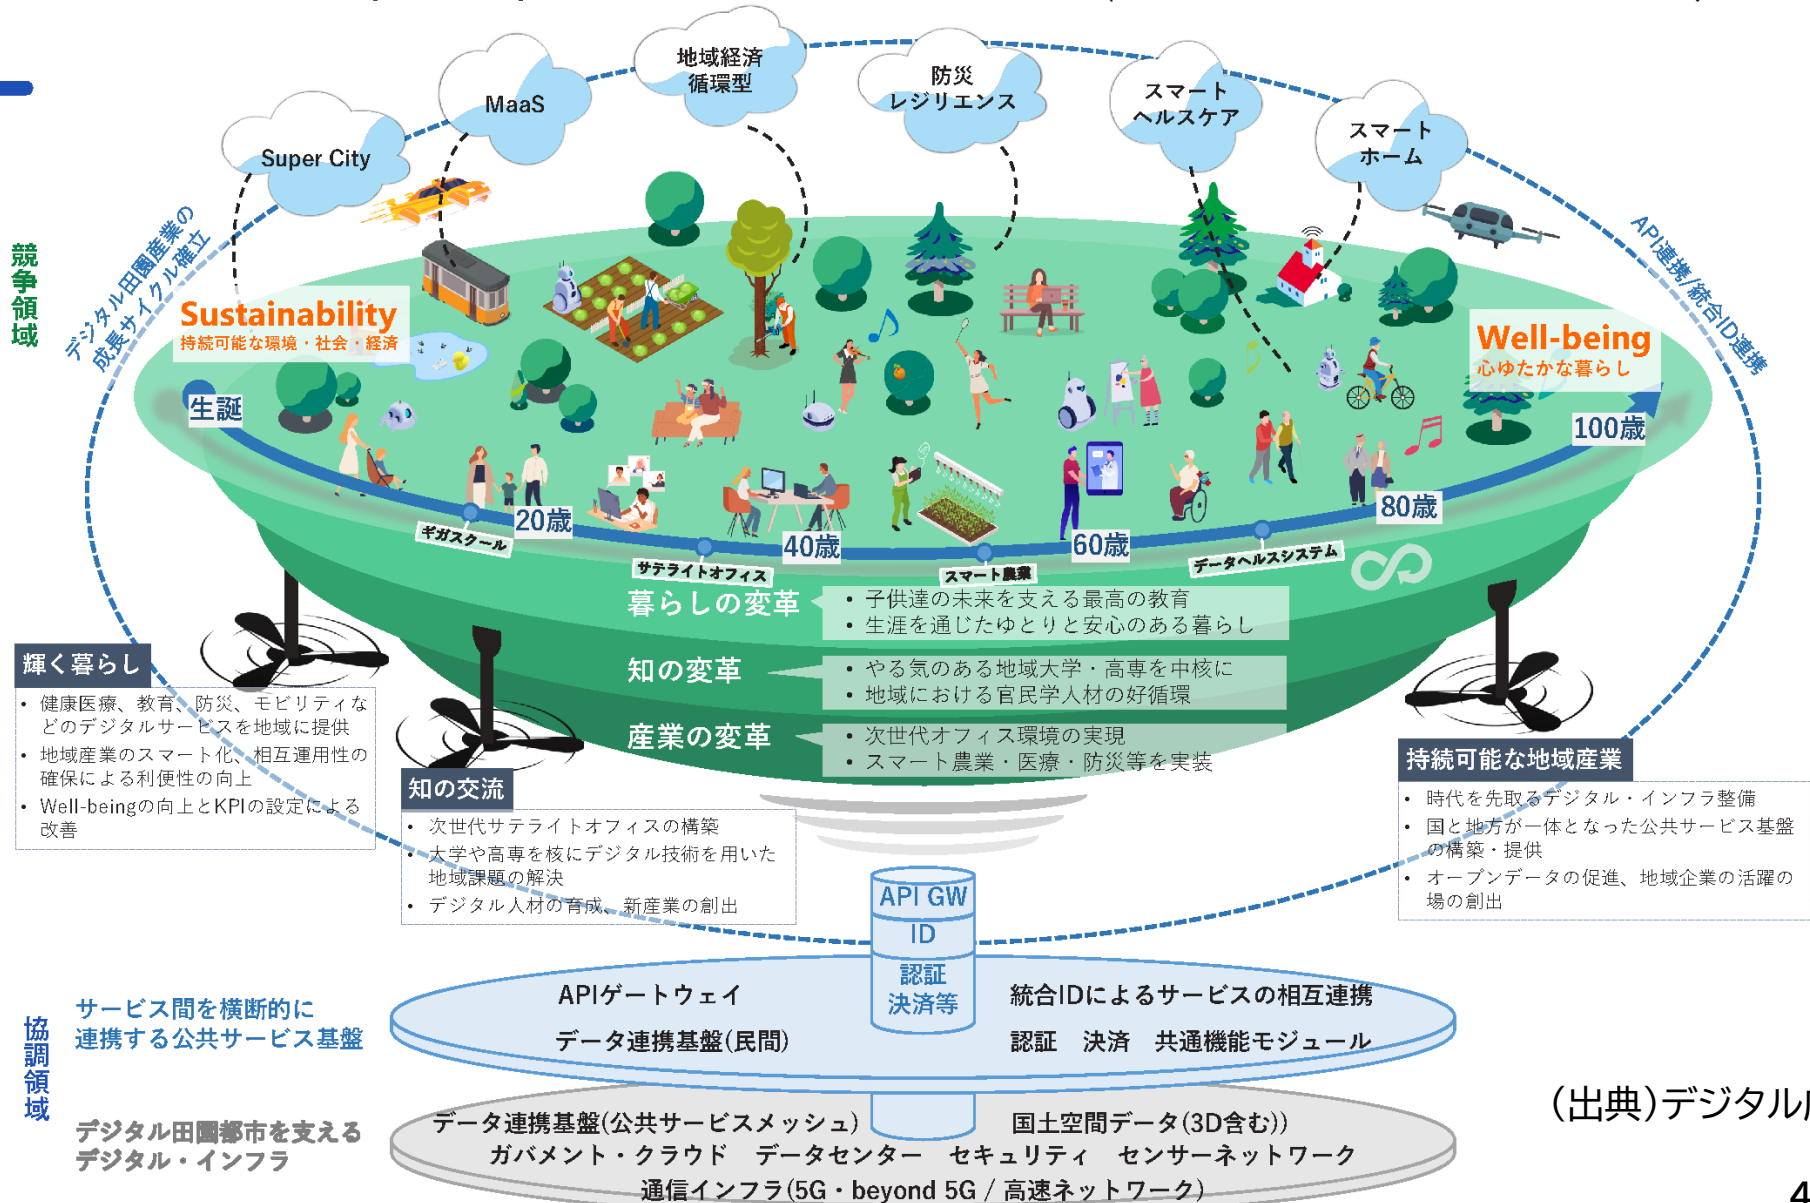 地域経済
循環型
防災
レジリエンス
スマート
ヘルスケア
MaaS
スマート
ホーム
Super City
競争領域
デジタル田園産業の
成長サイクル確立
API連携/統合ID連携
Sustainability
持続可能な環境・社会・経済
Well-being
心ゆたかな暮らし
生誕
20歳
40歳
60歳
80歳
100歳
ギガスクール
サテライトオフィス
スマート農業
データヘルスシステム
暮らしの変革
• 子供達の未来を支える最高の教育
• 生涯を通じたゆとりと安心のある暮らし
知の変革
• やる気のある地域大学・高専を中核に
• 地域における官民学人材の好循環
産業の変革
• 次世代オフィス環境の実現
• スマート農業・医療・防災等を実装
輝く暮らし
• 健康医療、教育、防災、モビリティな
どのデジタルサービスを地域に提供
• 地域産業のスマート化、相互運用性の
確保による利便性の向上
• Well-beingの向上とKPIの設定による
改善
知の交流
• 次世代サテライトオフィスの構築
• 大学や高専を核にデジタル技術を用いた
地域課題の解決
• デジタル人材の育成、新産業の創出
持続可能な地域産業
• 時代を先取るデジタル・インフラ整備
• 国と地方が一体となった公共サービス基盤
の構築・提供
• オープンデータの促進、地域企業の活躍の
場の創出
API GW
ID
認証
決済等
協調領域
サービス間を横断的に
連携する公共サービス基盤
APIゲートウェイ
統合IDによるサービスの相互連携
データ連携基盤(民間)
認証 決済 共通機能モジュール
デジタル田園都市を支える
デジタル・インフラ
データ連携基盤(公共サービスメッシュ)
国土空間データ(3D含む))
ガバメント・クラウド データセンター セキュリティ センサーネットワーク
通信インフラ(5G・beyond 5G / 高速ネットワーク)
(出典)デジタル
4